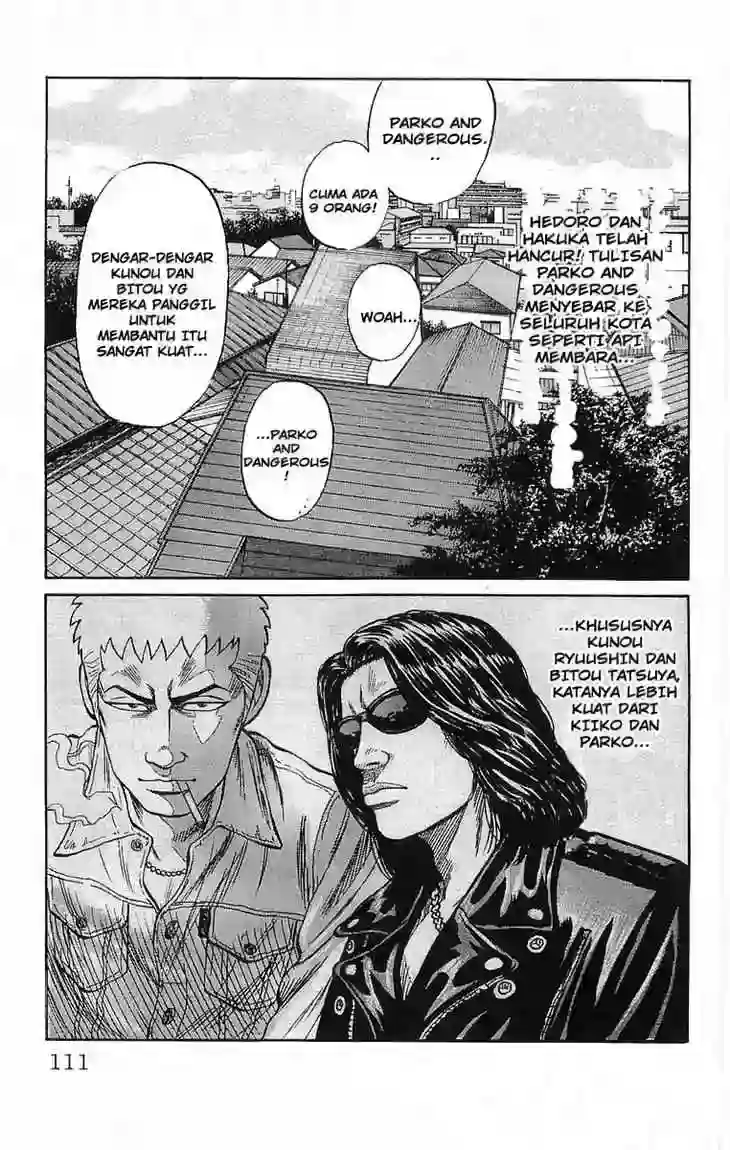 PARKO AND
DANGEROUS.
..
CUMA ADA
9 ORANG!
HEDORO DAN
HAKUKA TELAH
HANCUR! TULISAN
PARKO AND
DANGEROUS
MENYEBAR KE
SELURUH KOTA
SEPERTI API
MEMBARA...
DENGAR-DENGAR
KUNOU DAN
BITOU YG
MEREKA PANGGIL
UNTUK
MEMBANTU ITU
SANGAT KUAT...
WOAH...
...PARKO
AND
DANGEROUS
!
...KHUSUSNYA
KUNOU
RYUUSHIN DAN
BITOU TATSUYA,
KATANYA LEBIH
KUAT DARI
KIIKO DAN
PARKO...
111